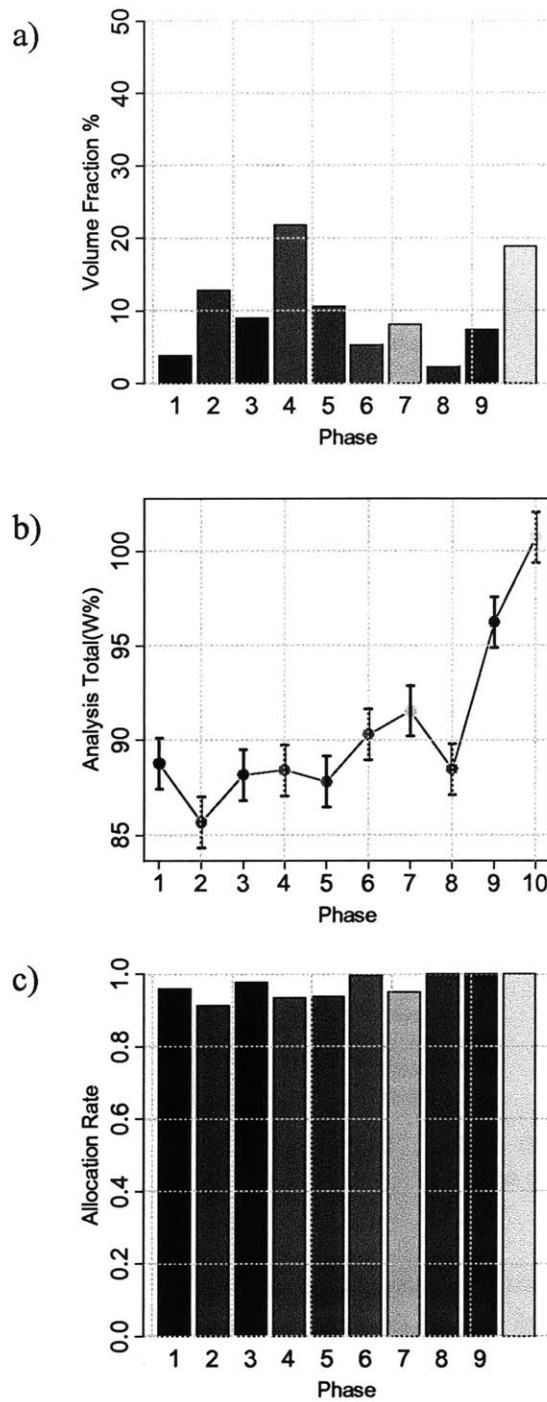 a)
Volume Fraction %
50
40
30
20
10
0
1 2 3 4 5 6 7 8 9
Phase
b)
Analysis Total(W%)
100
95
90
85
1 2 3 4 5 6 7 8 9 10
Phase
c)
Allocation Rate
1.0
0.8
0.6
0.4
0.2
0.0
1 2 3 4 5 6 7 8 9
Phase